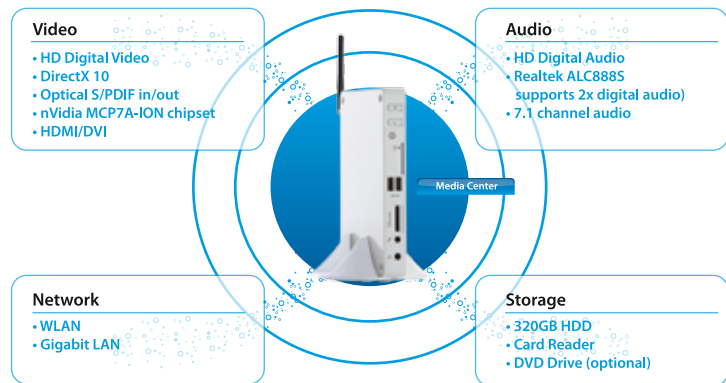 Video
• HD Digital Video
• DirectX 10
• Optical S/PDIF in/out
• nVidia MCP7A-ION chipset
• HDMI/DVI
Audio
• HD Digital Audio
• Realtek ALC888S
supports 2x digital audio)
• 7.1 channel audio
Media Center
Network
• WLAN
• Gigabit LAN
Storage
• 320GB HDD
• Card Reader
• DVD Drive (optional)